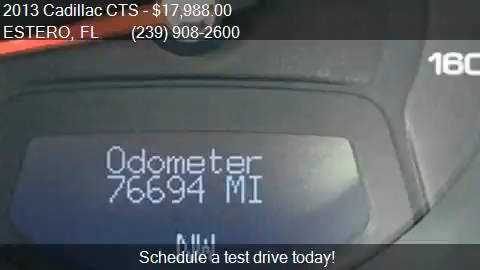 2013 Cadillac CTS - $17,988.00
ESTERO, FL (239) 908-2600
160
Odometer
76694 MI
NW
Schedule a test drive today!